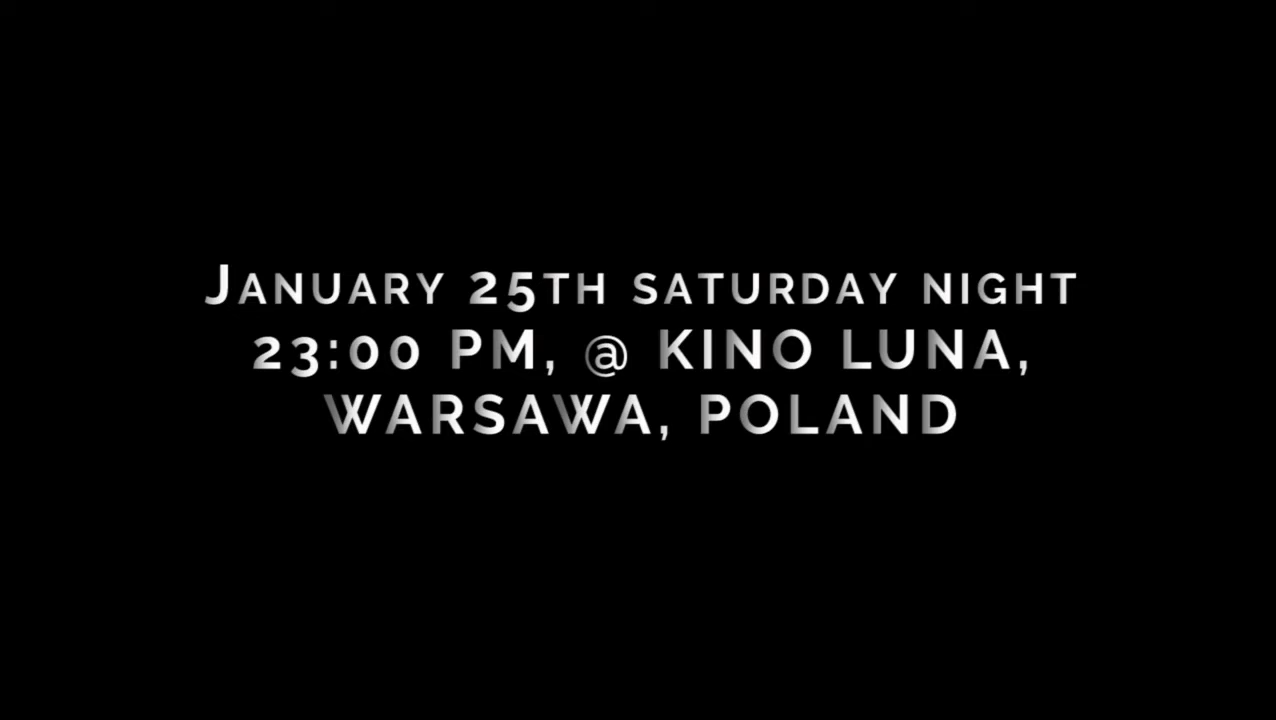 January 25th saturday night
23:00 PM, @ KINO LUNA,
WARSAWA, POLAND